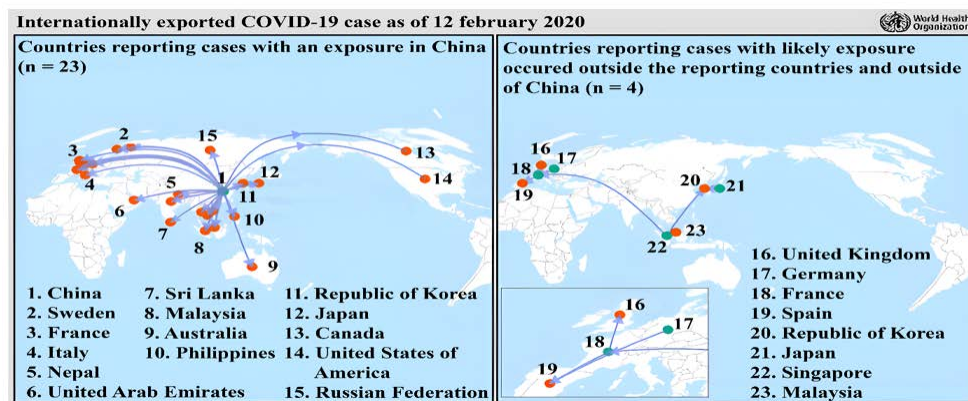 Internationally exported COVID-19 case as of 12 february 2020
World Health
Organization
Countries reporting cases with an exposure in China
(n = 23)
2
15
3
4
1
12
13
14
5
11
6
10
7
8
9
1. China
2. Sweden
3. France
4. Italy
5. Nepal
6. United Arab Emirates
7. Sri Lanka
8. Malaysia
9. Australia
10. Philippines
11. Republic of Korea
12. Japan
13. Canada
14. United States of
America
15. Russian Federation
Countries reporting cases with likely exposure
occured outside the reporting countries and outside
of China (n = 4)
16
17
18
19
20
21
22
23
16
17
18
19
16. United Kingdom
17. Germany
18. France
19. Spain
20. Republic of Korea
21. Japan
22. Singapore
23. Malaysia